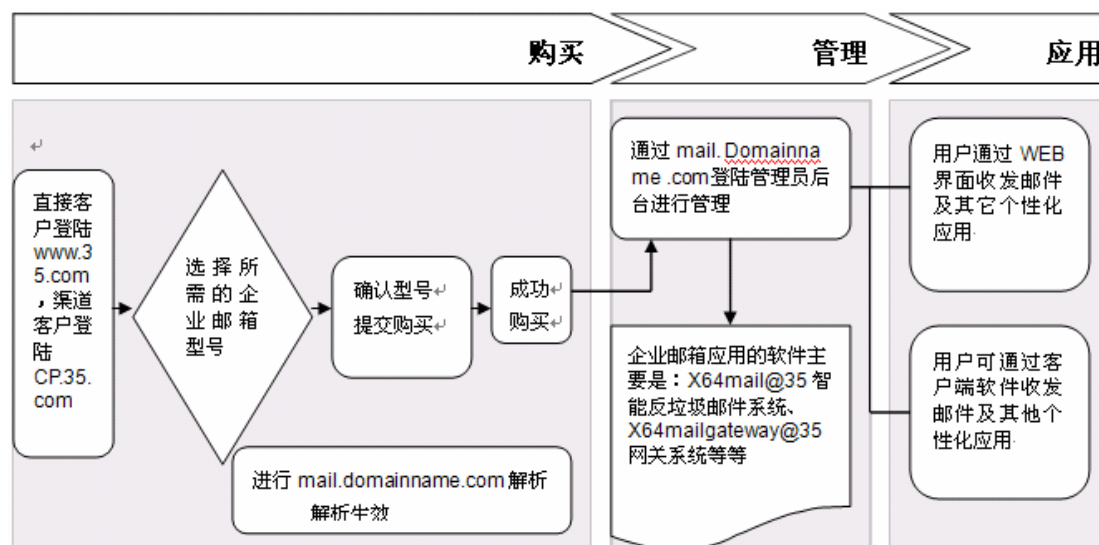 购买
管理
应用
直接客
户登陆
www.3
5.com
，渠道
客户登
陆
CP.35.
com
选择所
需的企
业邮箱
型号
确认型号
提交购买
成功
购买
进行 mail.domainname.com 解析
解析生效
通过 mail. Domainna
me .com登陆管理员后
台进行管理
企业邮箱应用的软件主
要是：X64mail@35 智
能反垃圾邮件系统、
X64mailgateway@35
网关系统等等
用户通过 WEB
界面收发邮件
及其它个性化
应用
用户可通过客
户端软件收发
邮件及其他个
性化应用